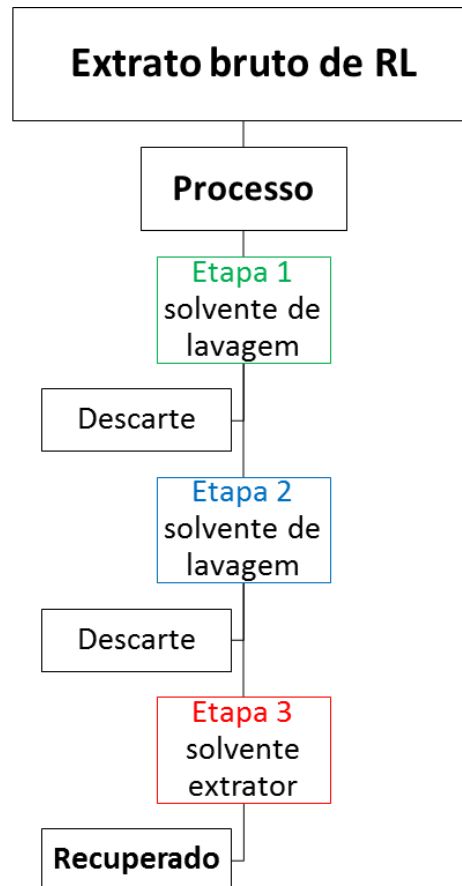 Extrato bruto de RL
Processo
Etapa 1
solvente de
lavagem
Descarte
Etapa 2
solvente de
lavagem
Descarte
Etapa 3
solvente
extrator
Recuperado